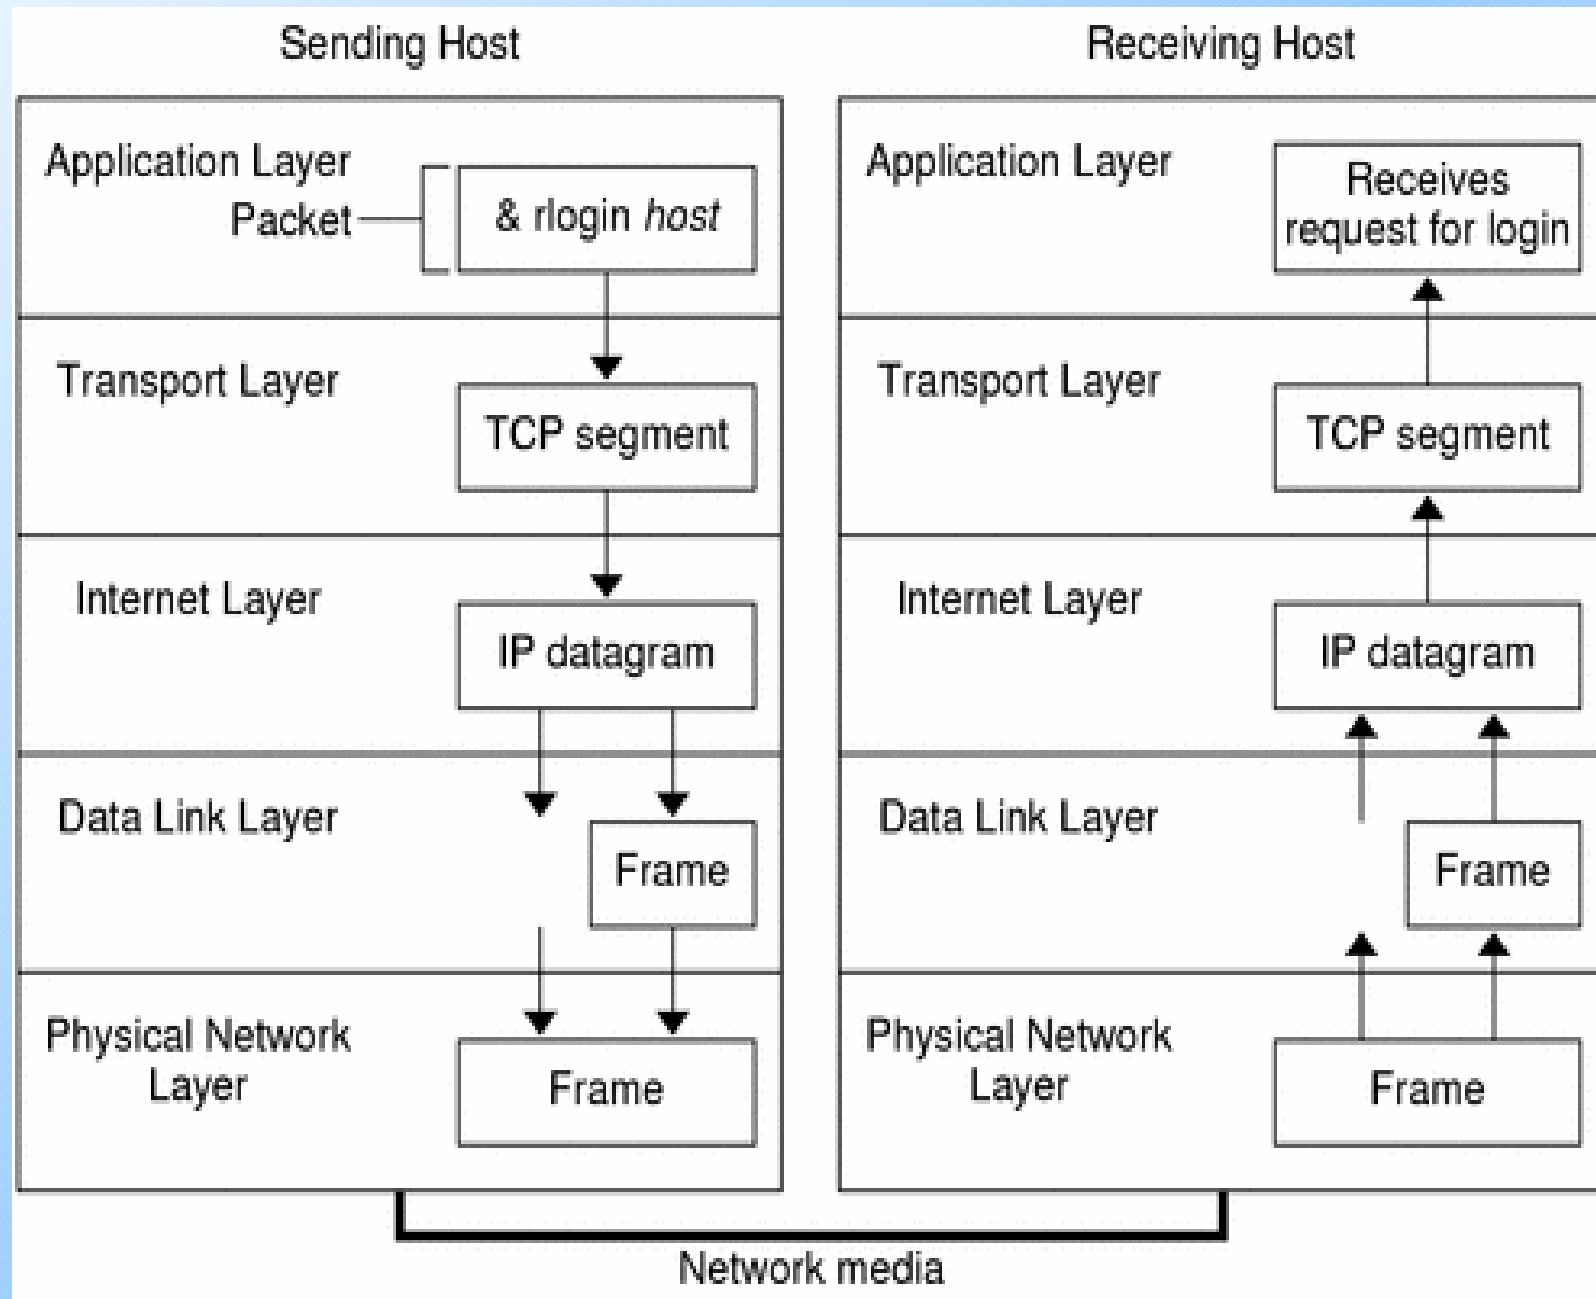 Sending Host
Application Layer
Packet
& rlogin host
Transport Layer
TCP segment
Internet Layer
IP datagram
Data Link Layer
Frame
Physical Network
Layer
Frame
Receiving Host
Application Layer
Receives
request for login
Transport Layer
TCP segment
Internet Layer
IP datagram
Data Link Layer
Frame
Physical Network
Layer
Frame
Network media